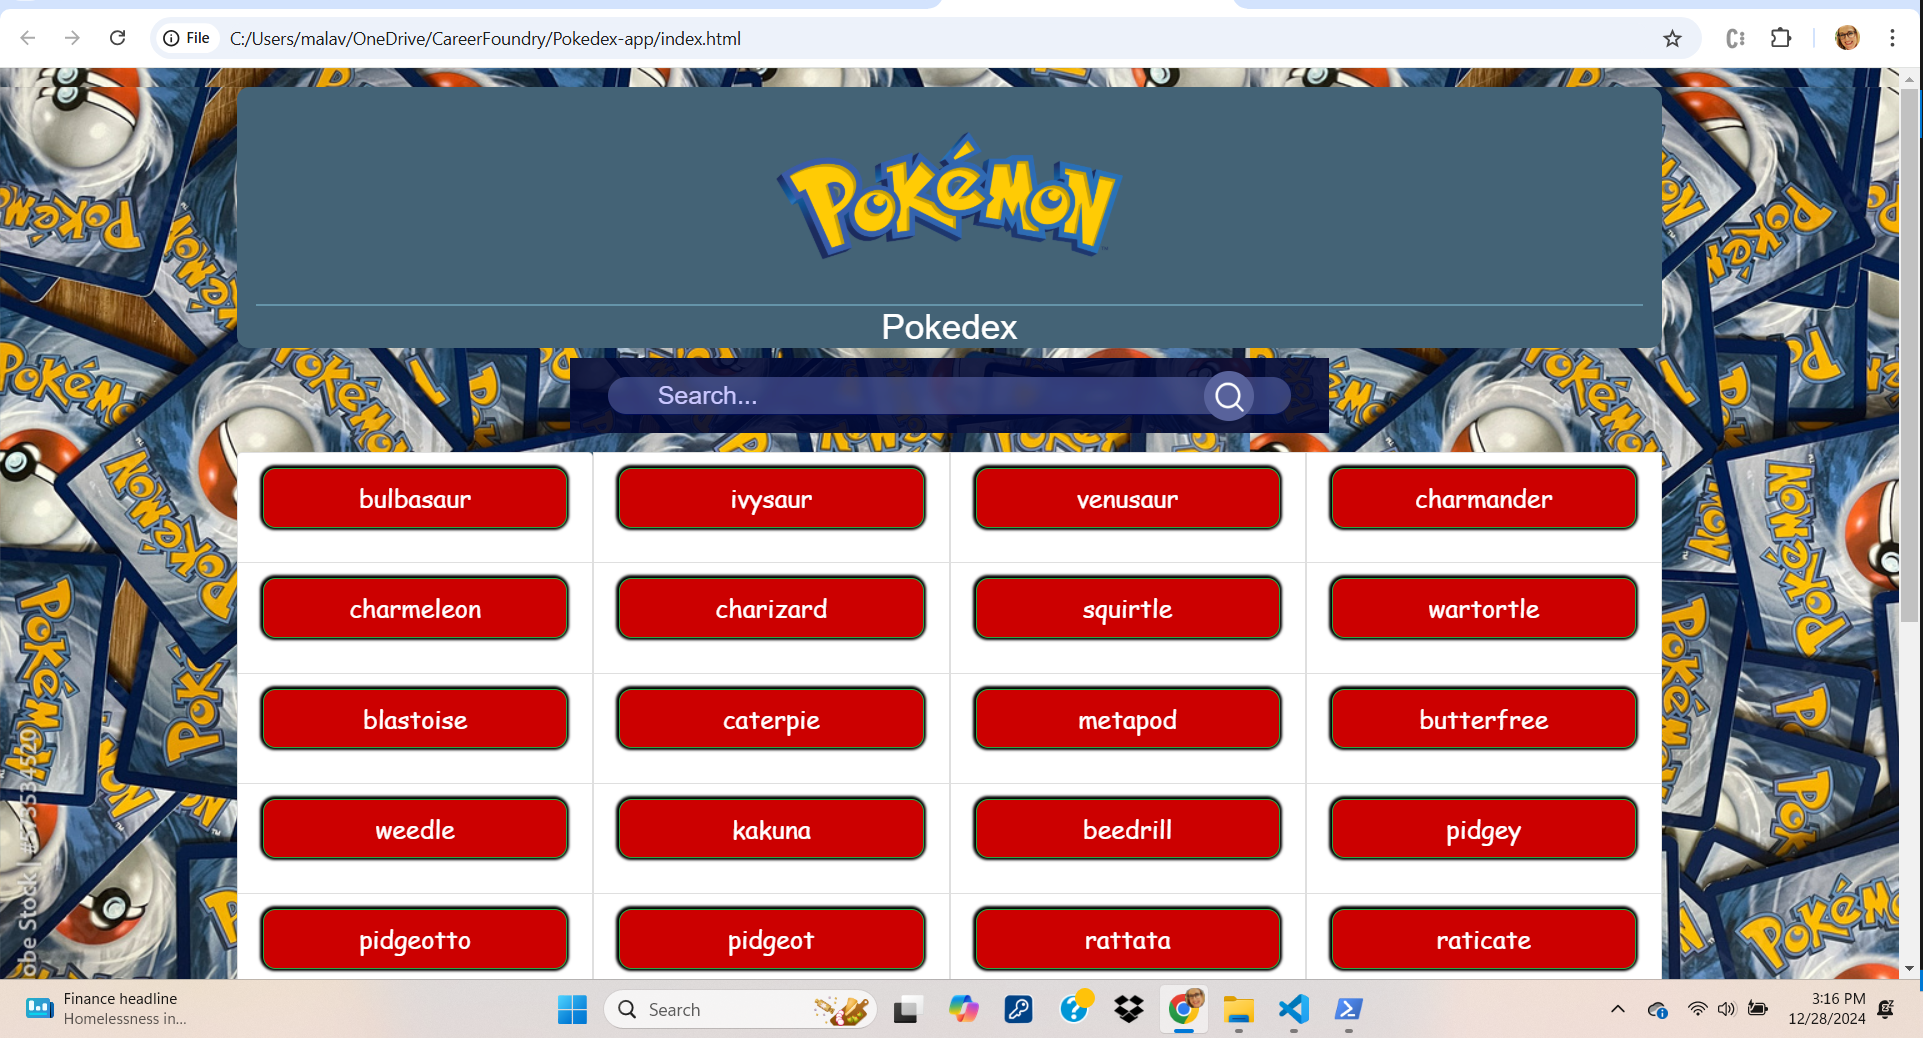 File C:/Users/malav/OneDrive/CareerFoundry/Pokedex-app/index.html
POKéMON
Pokedex
Search...
bulbasaur ivysaur venusaur charmander
charmeleon charizard squirtle wartortle
blastoise caterpie metapod butterfree
weedle kakuna beedrill pidgey
pidgeotto pidgeot rattata raticate
Finance headline
Homelessness in...
Search
3:16 PM
12/28/2024